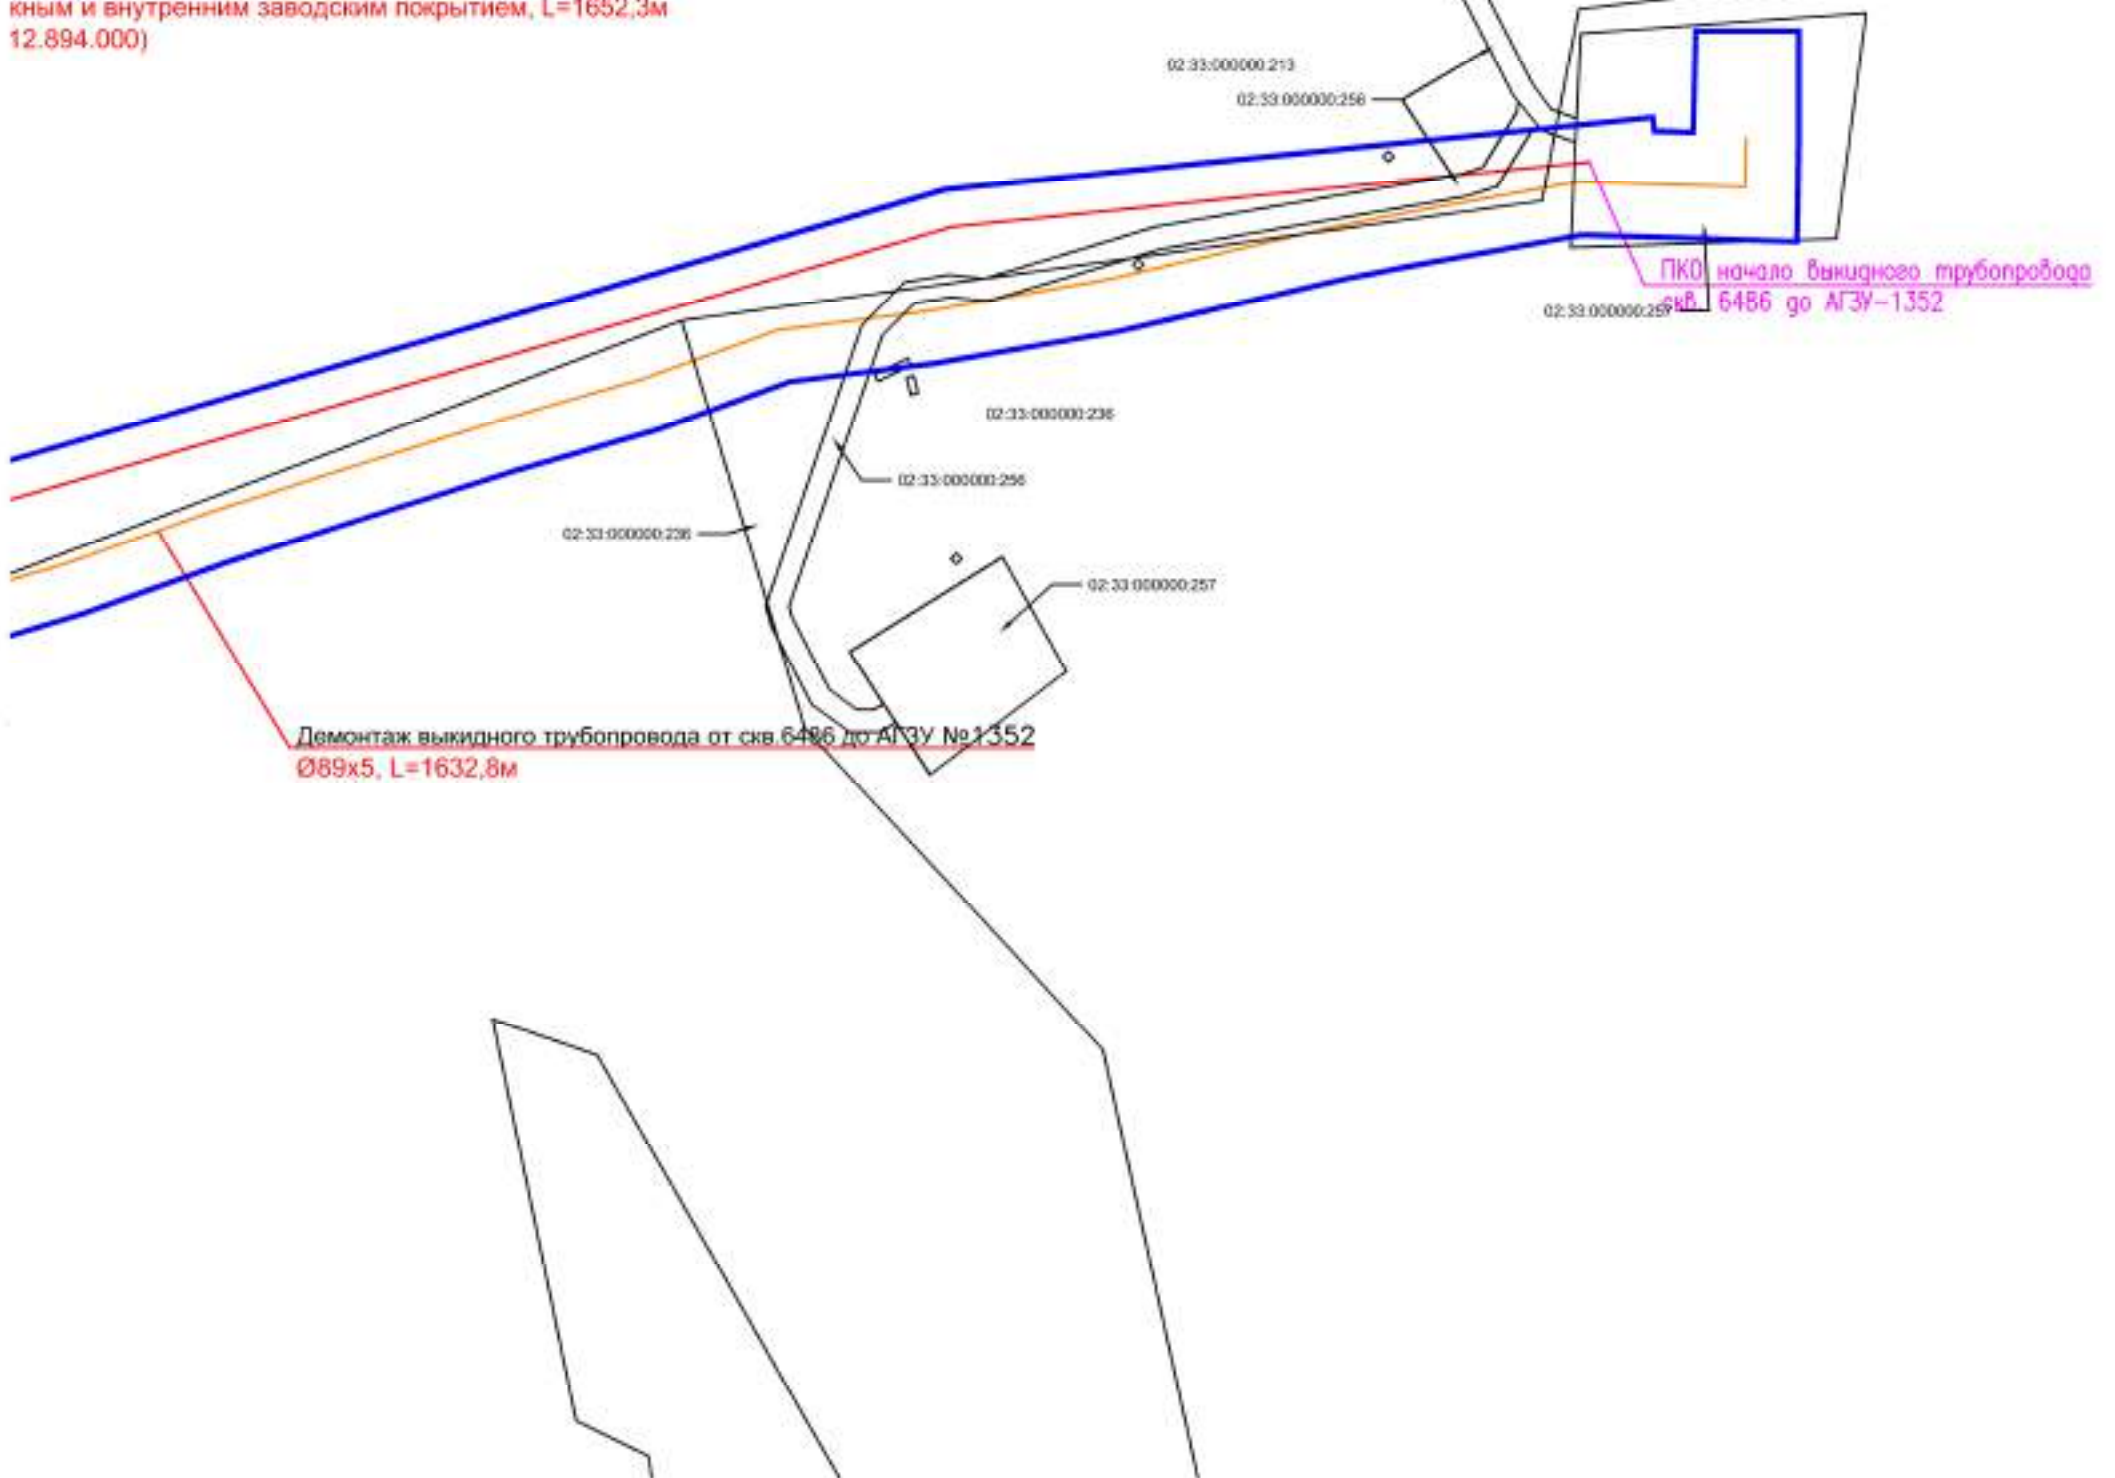 кным и внутренним заводским покрытием, L=1652,3м
12.894.000)
02:33:000000:213
02:33:000000:256
ПК0 начало выкидного трубопровода
скв. 6486 до АГЗУ-1352
02:33:000000:257
02:33:000000:236
02:33:000000:256
02:33:000000:236
02:33:000000:257
Демонтаж выкидного трубопровода от скв.6486 до АГЗУ №1352
Ø89х5, L=1632,8м